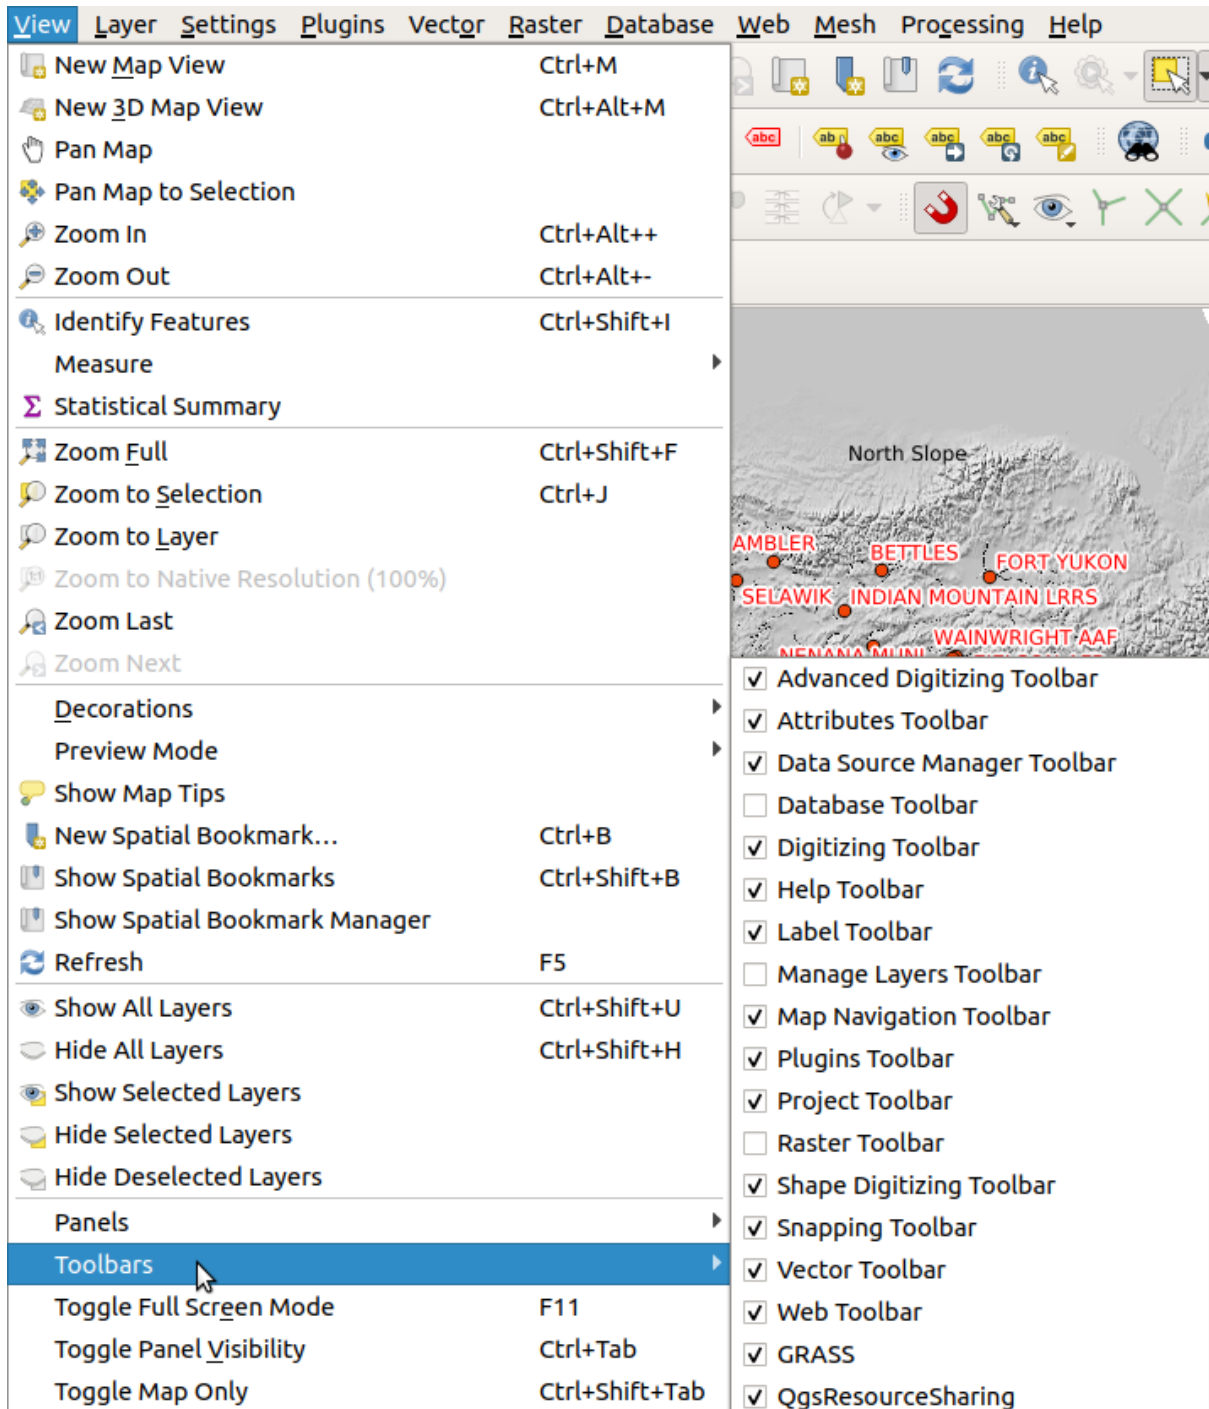 View Layer Settings Plugins Vector Raster Database Web Mesh Processing Help
New Map View Ctrl+M
New 3D Map View Ctrl+Alt+M
Pan Map
Pan Map to Selection
Zoom In Ctrl+Alt++
Zoom Out Ctrl+Alt+-
Identify Features Ctrl+Shift+I
Measure
Statistical Summary
Zoom Full Ctrl+Shift+F
Zoom to Selection Ctrl+J
Zoom to Layer
Zoom to Native Resolution (100%)
Zoom Last
Zoom Next
Decorations
Preview Mode
Show Map Tips
New Spatial Bookmark... Ctrl+B
Show Spatial Bookmarks Ctrl+Shift+B
Show Spatial Bookmark Manager
Refresh F5
Show All Layers Ctrl+Shift+U
Hide All Layers Ctrl+Shift+H
Show Selected Layers
Hide Selected Layers
Hide Deselected Layers
Panels
Toolbars
Toggle Full Screen Mode F11
Toggle Panel Visibility Ctrl+Tab
Toggle Map Only Ctrl+Shift+Tab
abc ab abc abc abc abc
North Slope
AMBLER
BETTLES
FORT YUKON
SELAWIK INDIAN MOUNTAIN LRRS
WAINWRIGHT AAF
NENANA MUNI
Advanced Digitizing Toolbar
Attributes Toolbar
Data Source Manager Toolbar
Database Toolbar
Digitizing Toolbar
Help Toolbar
Label Toolbar
Manage Layers Toolbar
Map Navigation Toolbar
Plugins Toolbar
Project Toolbar
Raster Toolbar
Shape Digitizing Toolbar
Snapping Toolbar
Vector Toolbar
Web Toolbar
GRASS
QgsResourceSharing